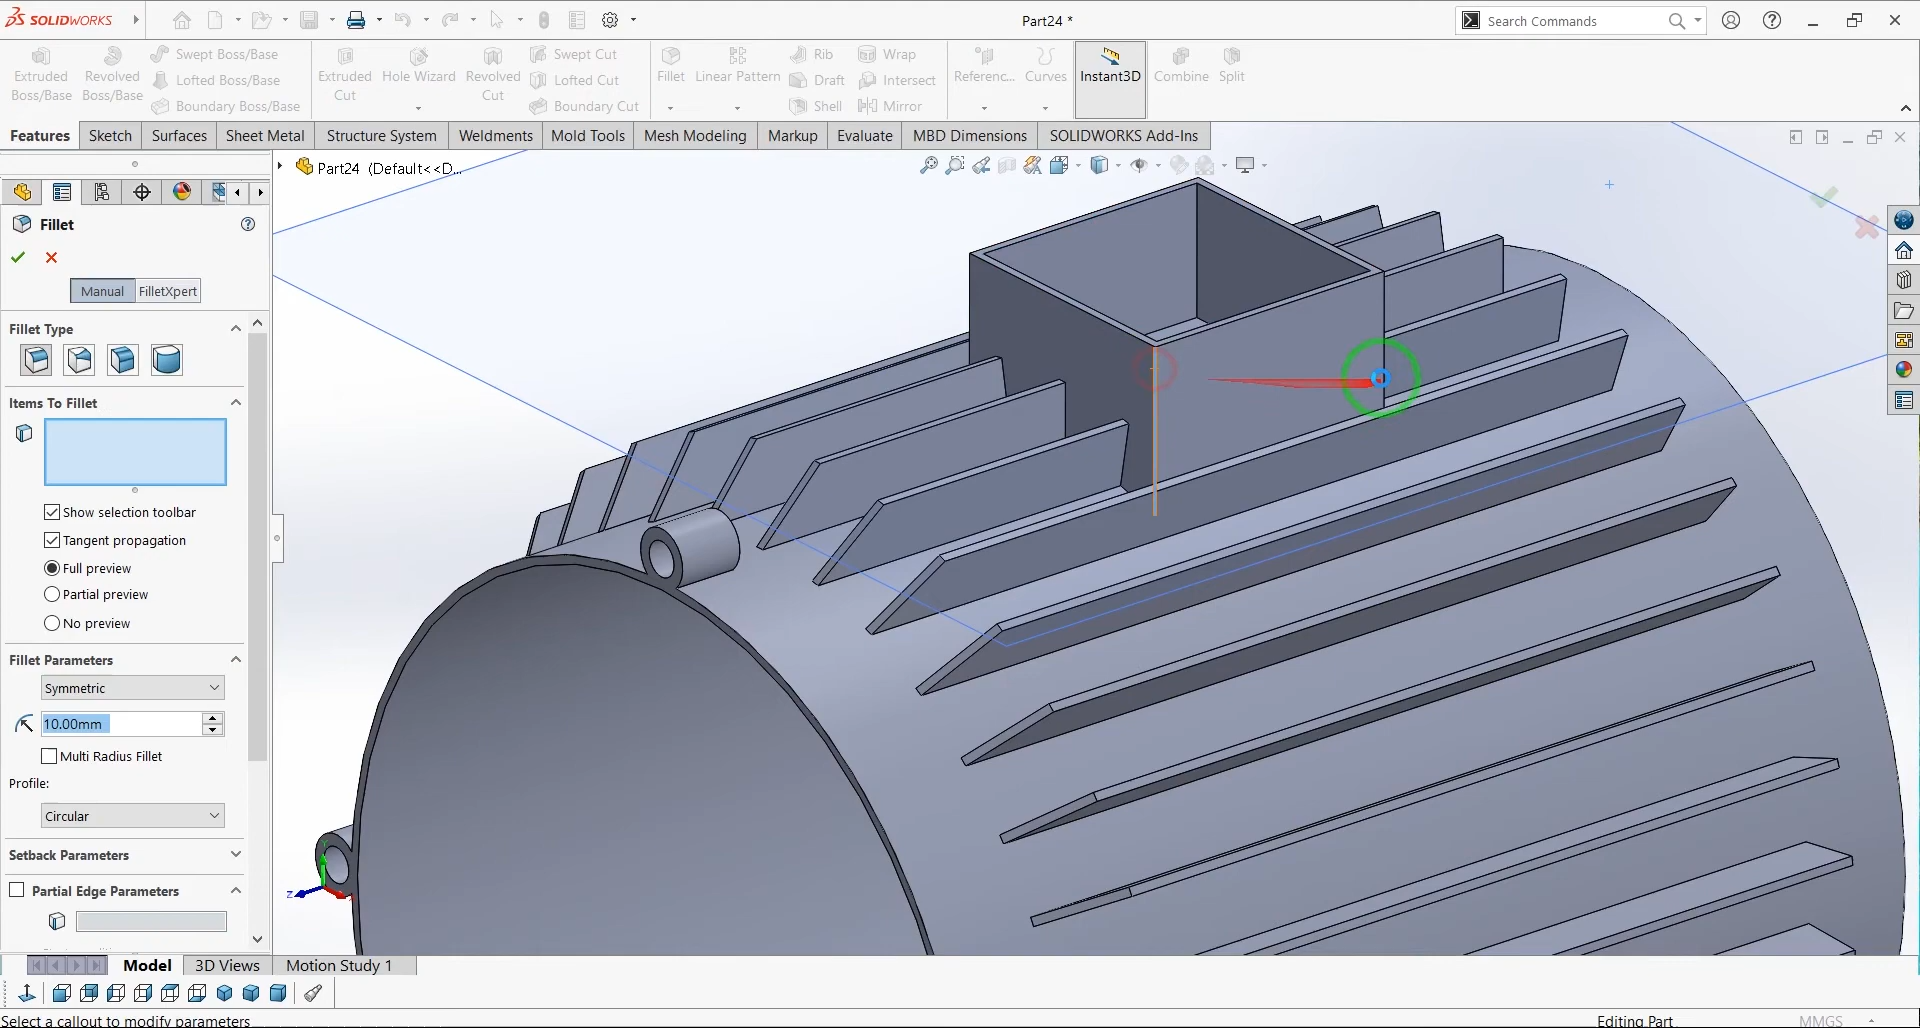 SOLIDWORKS
Part24 *
Search Commands
Extruded Boss/Base
Revolved Boss/Base
Swept Boss/Base
Lofted Boss/Base
Boundary Boss/Base
Extruded Cut
Hole Wizard
Revolved Cut
Swept Cut
Lofted Cut
Boundary Cut
Fillet
Linear Pattern
Rib
Draft
Shell
Wrap
Intersect
Mirror
Referenc...
Curves
Instant3D
Combine
Split
Features
Sketch
Surfaces
Sheet Metal
Structure System
Weldments
Mold Tools
Mesh Modeling
Markup
Evaluate
MBD Dimensions
SOLIDWORKS Add-Ins
Part24 (Default<<D...
Fillet
Manual
FilletXpert
Fillet Type
Items To Fillet
Show selection toolbar
Tangent propagation
Full preview
Partial preview
No preview
Fillet Parameters
Symmetric
10.00mm
Multi Radius Fillet
Profile:
Circular
Setback Parameters
Partial Edge Parameters
Z
Model
3D Views
Motion Study 1
Select a callout to modify parameters
Editing Part
MMGS